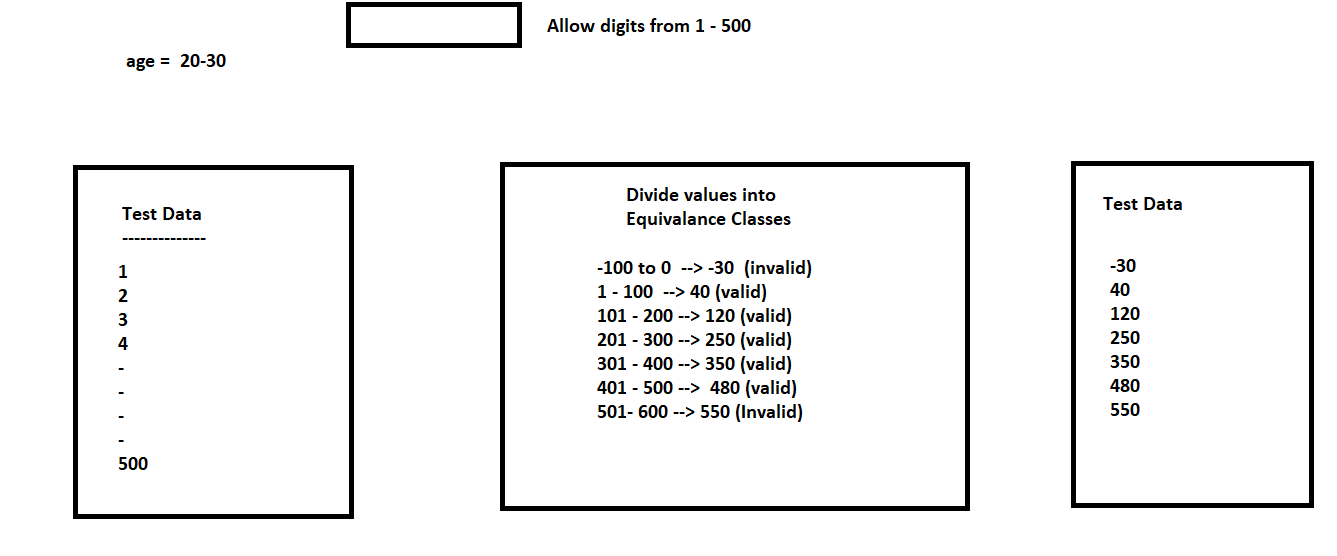 Allow digits from 1 - 500
age =  20-30
Test Data
--------------
1
2
3
4
-
-
-
-
500
Divide values into
Equivalance Classes
-100 to 0  --> -30  (invalid)
1 - 100  --> 40 (valid)
101 - 200 --> 120 (valid)
201 - 300 --> 250 (valid)
301 - 400 --> 350 (valid)
401 - 500 -->  480 (valid)
501- 600 --> 550 (Invalid)
Test Data
-30
40
120
250
350
480
550